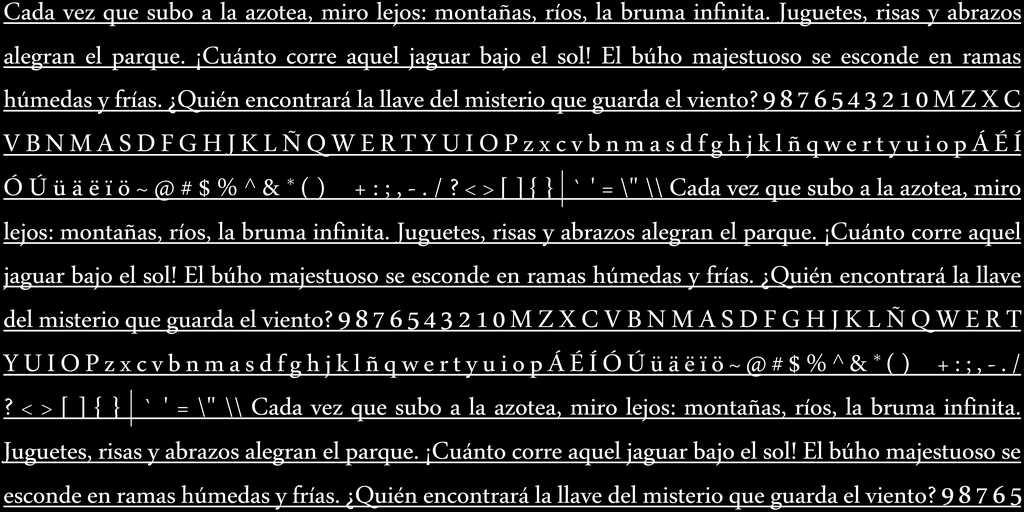 Cada vez que subo a la azotea, miro lejos: montañas, ríos, la bruma infinita. Juguetes, risas y abrazos
alegran el parque. ¡Cuánto corre aquel jaguar bajo el sol! El búho majestuoso se esconde en ramas
húmedas y frías. ¿Quién encontrará la llave del misterio que guarda el viento? 9 8 7 6 5 4 3 2 1 0 M Z X C
V B N M A S D F G H J K L Ñ Q W E R T Y U I O P z x c v b n m a s d f g h j k l ñ q w e r t y u i o p Á É Í
Ó Ú ü ä ë ï ö ~ @ # $ % ^ & * ( ) _ + : ; , - . / ? < > [ ] { } | ` ' = \" \\ Cada vez que subo a la azotea, miro
lejos: montañas, ríos, la bruma infinita. Juguetes, risas y abrazos alegran el parque. ¡Cuánto corre aquel
jaguar bajo el sol! El búho majestuoso se esconde en ramas húmedas y frías. ¿Quién encontrará la llave
del misterio que guarda el viento? 9 8 7 6 5 4 3 2 1 0 M Z X C V B N M A S D F G H J K L Ñ Q W E R T
Y U I O P z x c v b n m a s d f g h j k l ñ q w e r t y u i o p Á É Í Ó Ú ü ä ë ï ö ~ @ # $ % ^ & * ( ) _ + : ; , - . /
? < > [ ] { } | ` ' = \" \\ Cada vez que subo a la azotea, miro lejos: montañas, ríos, la bruma infinita.
Juguetes, risas y abrazos alegran el parque. ¡Cuánto corre aquel jaguar bajo el sol! El búho majestuoso se
esconde en ramas húmedas y frías. ¿Quién encontrará la llave del misterio que guarda el viento? 9 8 7 6 5